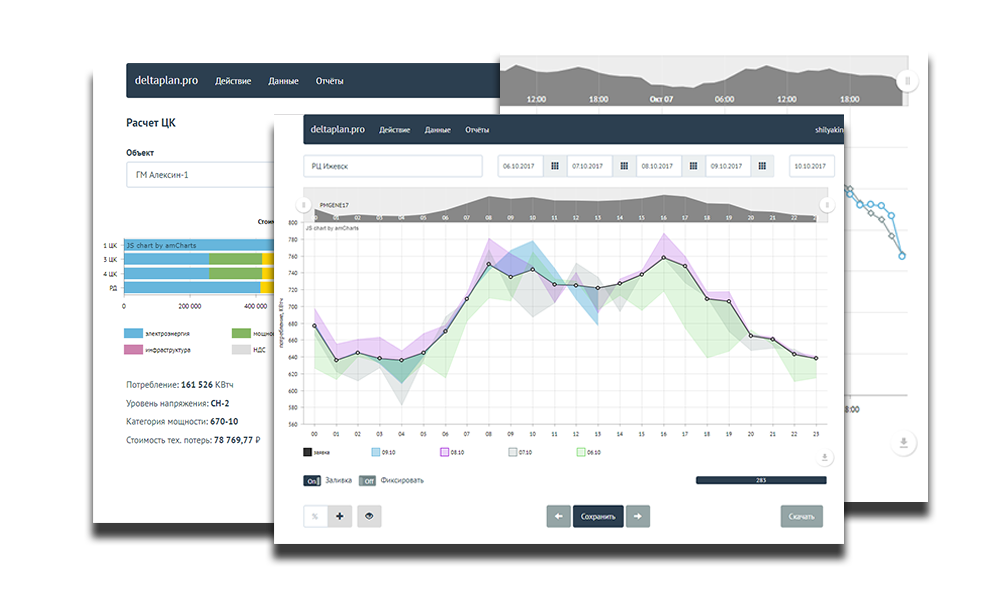 deltaplan.pro Действие Данные Отчёты
Расчет ЦК
Объект
ГМ Алексин-1
1 ЦК
JS chart by amCharts
3 ЦК
4 ЦК
РД
0 200 000 400 000
электроэнергия
инфраструктура
НДС
Потребление: 161 526 КВтч
Уровень напряжения: СН-2
Категория мощности: 670-10
Стоимость тех. потерь: 78 769,77 ₽
12:00 18:00 Окт 07 06:00 12:00 18:00
deltaplan.pro Действие Данные Отчёты shilyakin
РЦ Ижевск
06.10.2017 07.10.2017 08.10.2017 09.10.2017 10.10.2017
PMGENE17
00 01 02 03 04 05 06 07 08 09 10 11 12 13 14 15 16 17 18 19 20 21 22
JS chart by amCharts
потребление, КВтч
800
780
760
740
720
700
680
660
640
620
600
580
560
00 01 02 03 04 05 06 07 08 09 10 11 12 13 14 15 16 17 18 19 20 21 22 23
заявка 09.10 08.10 07.10 06.10
On Заливка Off Фиксировать
283
%
Сохранить
Скачать